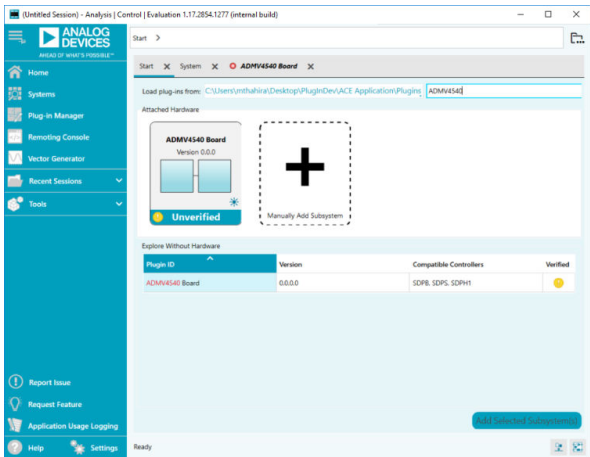 (Untitled Session) - Analysis | Control | Evaluation 1.17.2854.1277 (internal build)
ANALOG
DEVICES
AHEAD OF WHAT'S POSSIBLE™
Start
Home
Systems
Plug-in Manager
Remoting Console
Vector Generator
Recent Sessions
Tools
Report Issue
Request Feature
Application Usage Logging
Help Settings
Start System ADMV4540 Board
Load plug-ins from: C:\Users\mthahira\Desktop\PlugInDev\ACE Application\Plugins ADMV4540
Attached Hardware
ADMV4540 Board
Version 0.0.0
Unverified
Manually Add Subsystem
Explore Without Hardware
Plugin ID Version Compatible Controllers Verified
ADMV4540 Board 0.0.0.0 SDPB, SDPS, SDPH1
Add Selected Subsystem(s)
Ready